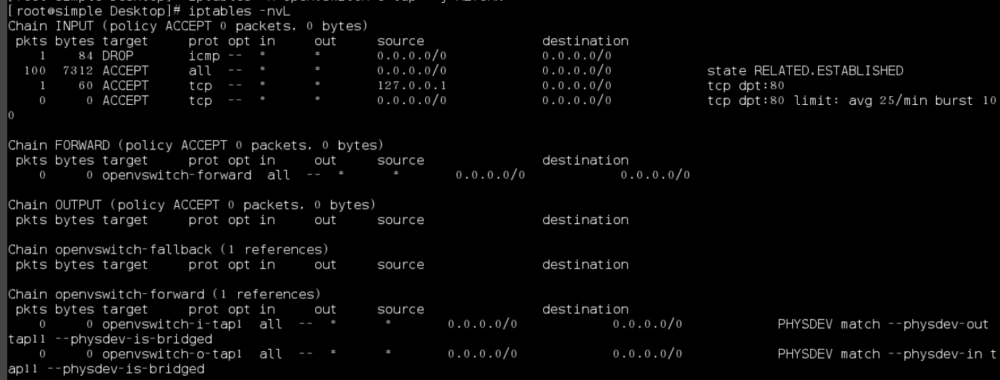 [root@simple Desktop]# iptables -nvL
Chain INPUT (policy ACCEPT 0 packets, 0 bytes)
pkts bytes target prot opt in out source destination
1 84 DROP icmp -- * * 0.0.0.0/0 0.0.0.0/0
100 7312 ACCEPT all -- * * 0.0.0.0/0 0.0.0.0/0 state RELATED,ESTABLISHED
1 60 ACCEPT tcp -- * * 127.0.0.1 0.0.0.0/0 tcp dpt:80
0 0 ACCEPT tcp -- * * 0.0.0.0/0 0.0.0.0/0 tcp dpt:80 limit: avg 25/min burst 10
0
Chain FORWARD (policy ACCEPT 0 packets, 0 bytes)
pkts bytes target prot opt in out source destination
0 0 openvswitch-forward all -- * * 0.0.0.0/0 0.0.0.0/0
Chain OUTPUT (policy ACCEPT 0 packets, 0 bytes)
pkts bytes target prot opt in out source destination
Chain openvswitch-fallback (1 references)
pkts bytes target prot opt in out source destination
Chain openvswitch-forward (1 references)
pkts bytes target prot opt in out source destination
0 0 openvswitch-i-tap1 all -- * * 0.0.0.0/0 0.0.0.0/0 PHYSDEV match --physdev-out
tap11 --physdev-is-bridged
0 0 openvswitch-o-tap1 all -- * * 0.0.0.0/0 0.0.0.0/0 PHYSDEV match --physdev-in t
ap11 --physdev-is-bridged